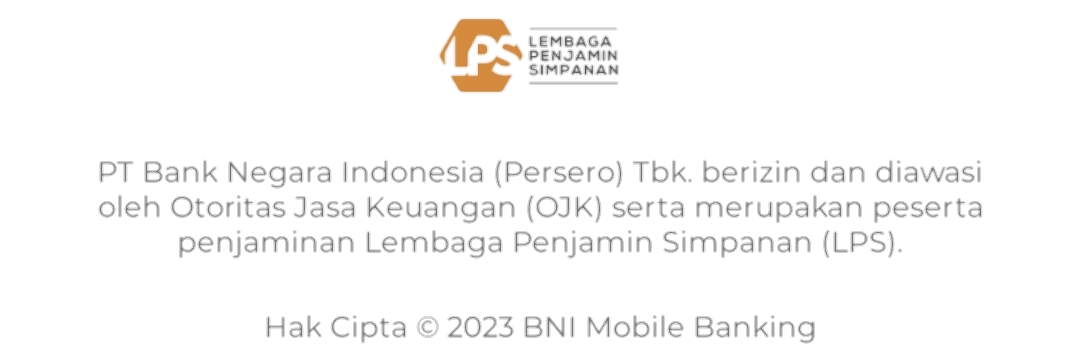 LPS
LEMBAGA
PENJAMIN
SIMPANAN
PT Bank Negara Indonesia (Persero) Tbk. berizin dan diawasi
oleh Otoritas Jasa Keuangan (OJK) serta merupakan peserta
penjaminan Lembaga Penjamin Simpanan (LPS).
Hak Cipta © 2023 BNI Mobile Banking